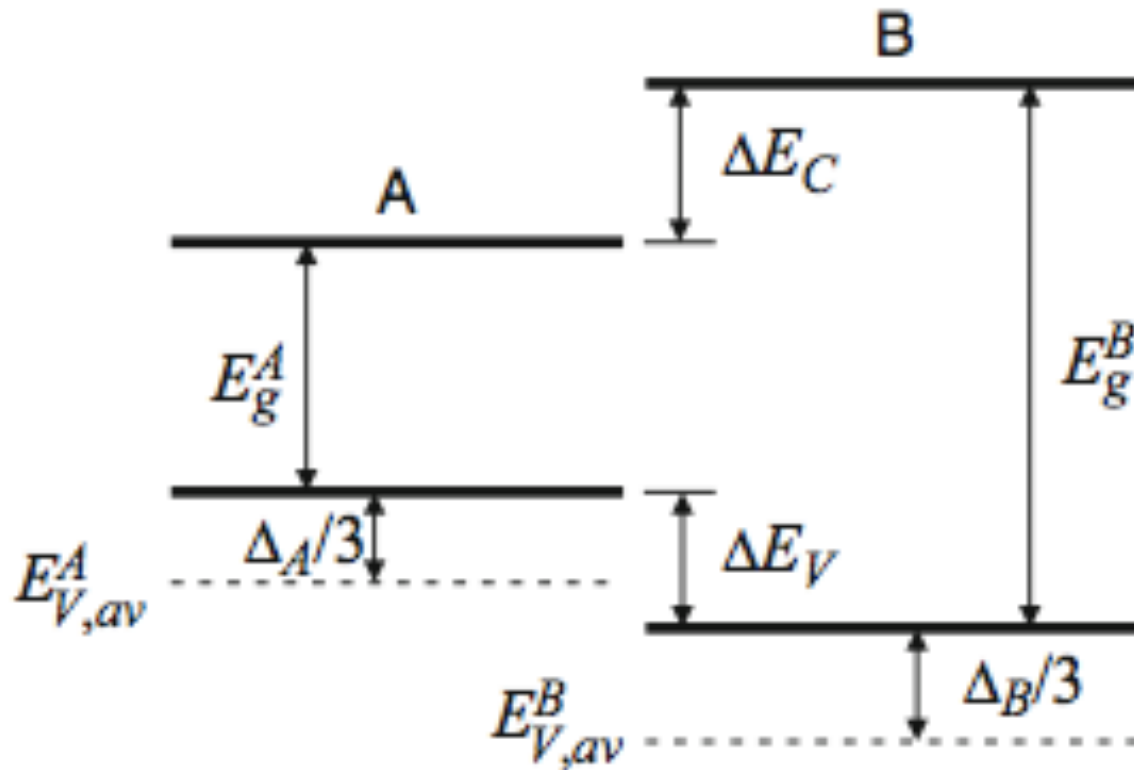 B
ΔE_C
A
E_g^A
E_g^B
Δ_A/3
ΔE_V
E_{V,av}^A
Δ_B/3
E_{V,av}^B